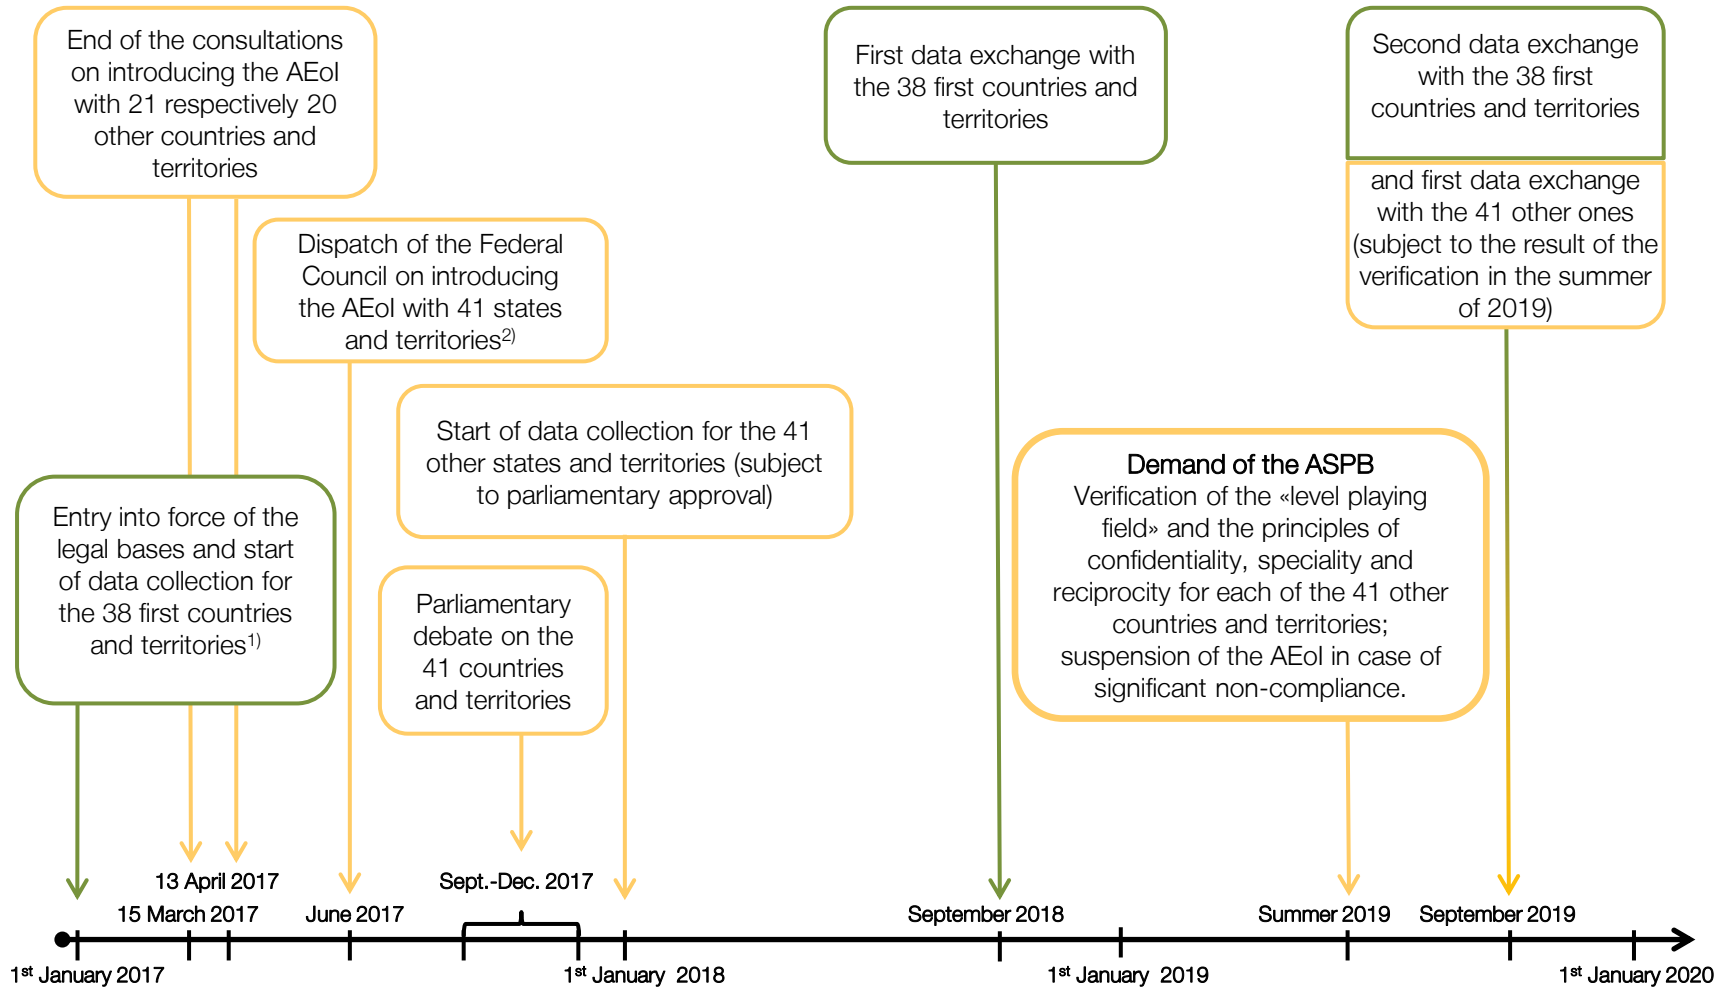 End of the consultations
on introducing the AEoI
with 21 respectively 20
other countries and
territories
Dispatch of the Federal
Council on introducing
the AEoI with 41 states
and territories2)
Start of data collection for the 41
other states and territories (subject
to parliamentary approval)
Entry into force of the
legal bases and start
of data collection for
the 38 first countries
and territories1)
Parliamentary
debate on the
41 countries
and territories
First data exchange with
the 38 first countries and
territories
Second data exchange
with the 38 first
countries and territories
and first data exchange
with the 41 other ones
(subject to the result of the
verification in the summer
of 2019)
Demand of the ASPB
Verification of the «level playing
field» and the principles of
confidentiality, speciality and
reciprocity for each of the 41 other
countries and territories;
suspension of the AEoI in case of
significant non-compliance.
13 April 2017
Sept.-Dec. 2017
15 March 2017
June 2017
September 2018
Summer 2019
September 2019
1st January 2017
1st January 2018
1st January 2019
1st January 2020